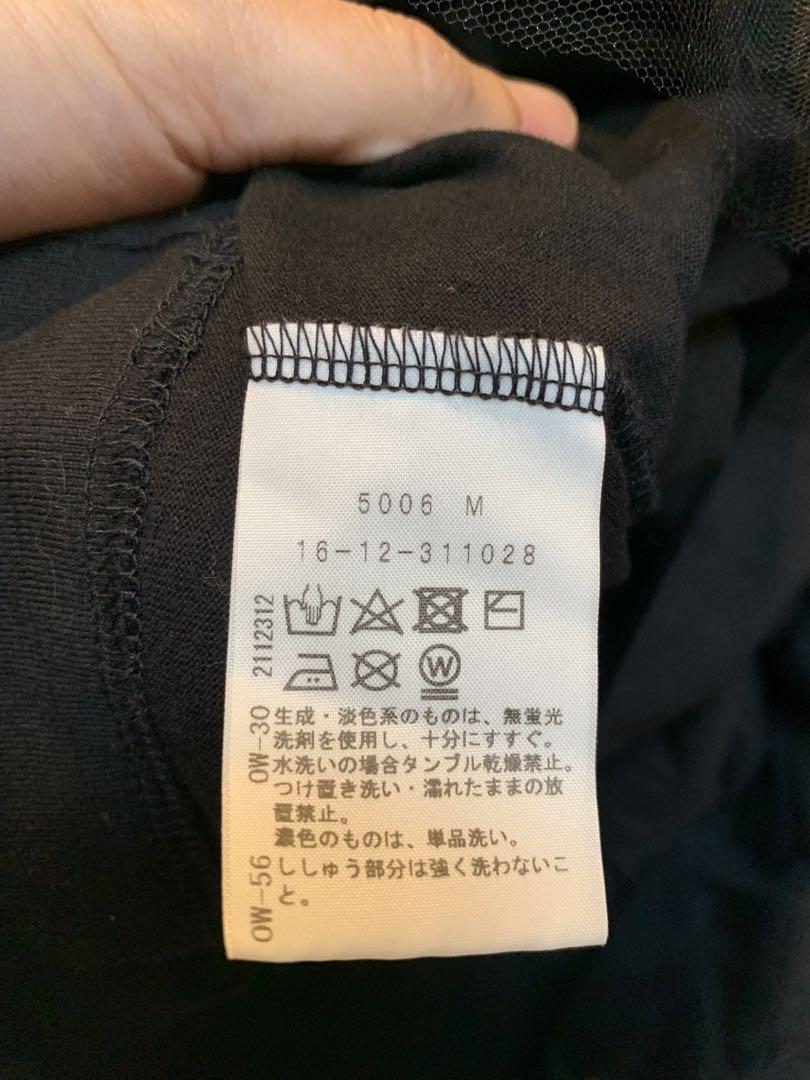 5006 M
16-12-311028
2112312
W
OW-30
生成・淡色系のものは、無蛍光
洗剤を使用し、十分にすすぐ。
水洗いの場合タンブル乾燥禁止。
つけ置き洗い・濡れたままの放
置禁止。
濃色のものは、単品洗い。
OW-56
ししゅう部分は強く洗わないこ
と。